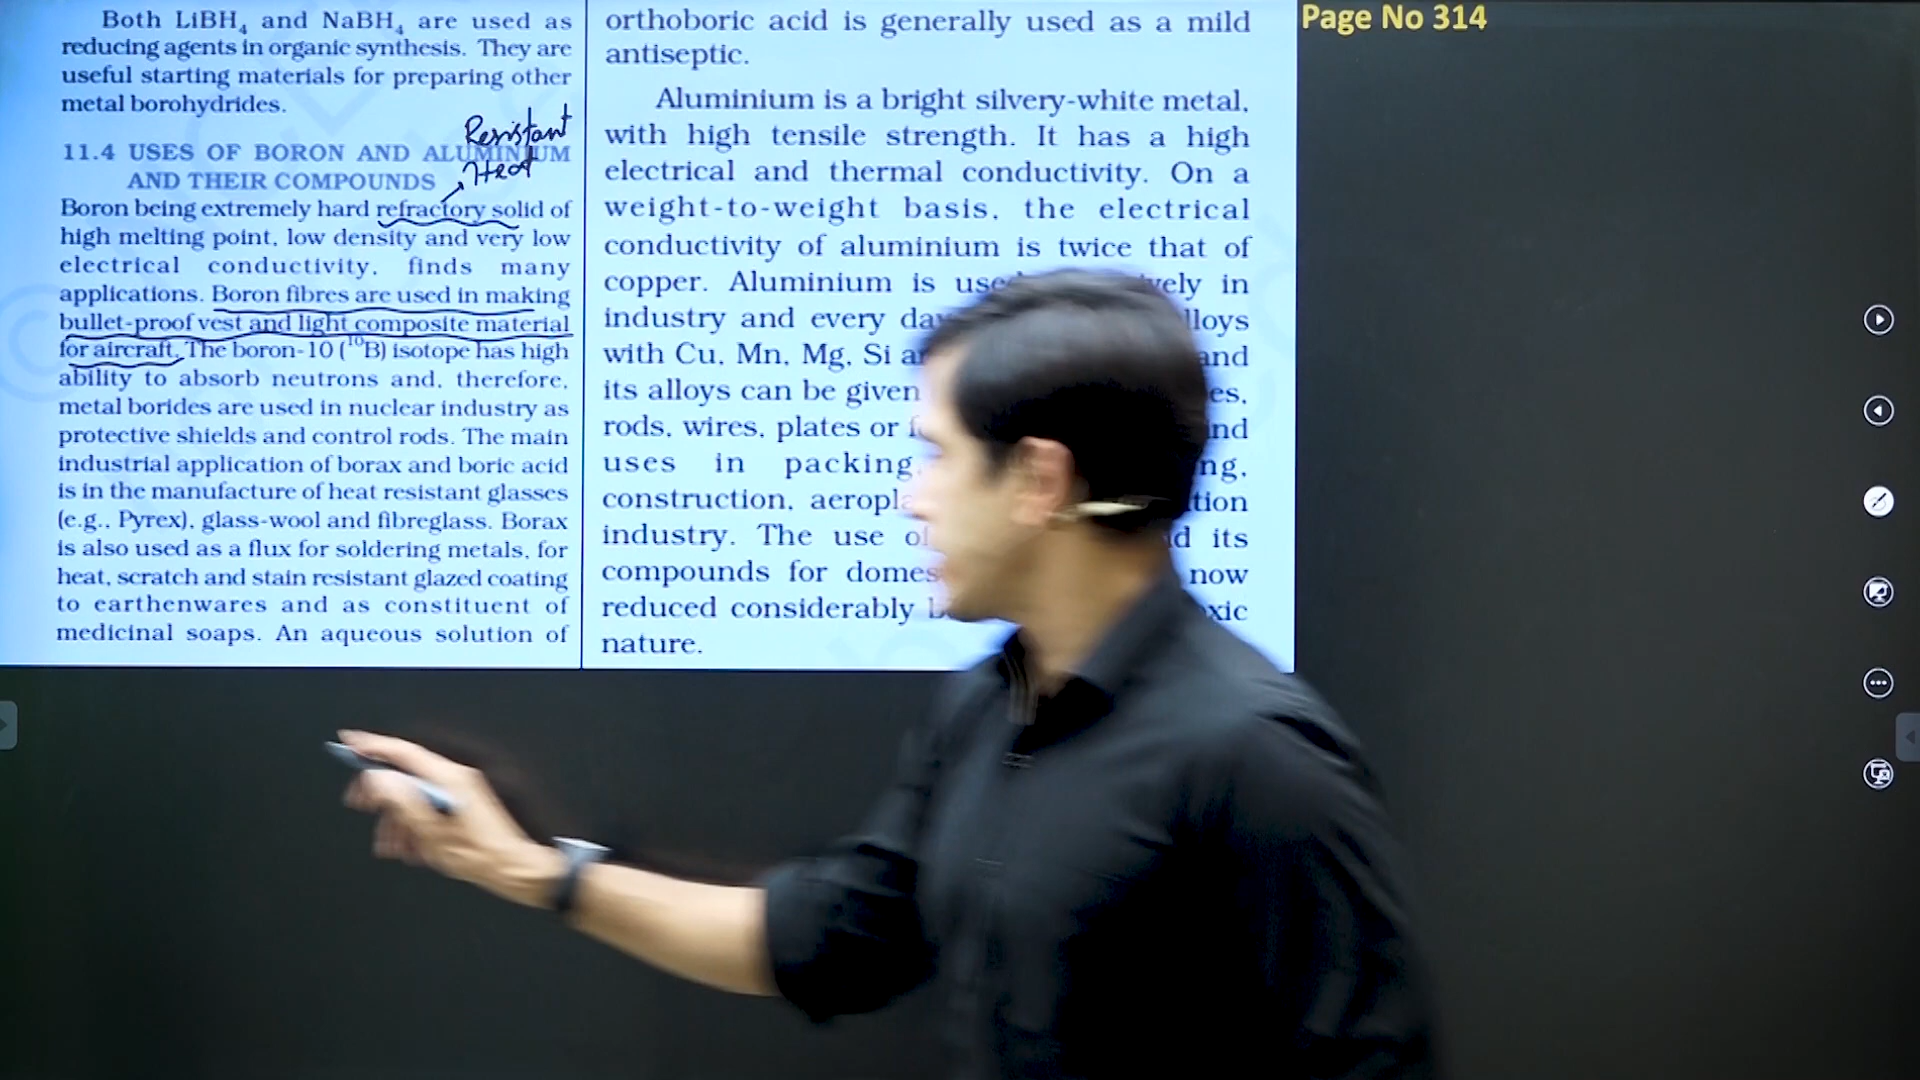 Both LiBH4 and NaBH4 are used as
reducing agents in organic synthesis. They are
useful starting materials for preparing other
metal borohydrides.
Resistant
Heat
11.4 USES OF BORON AND ALUMINIUM
AND THEIR COMPOUNDS
Boron being extremely hard refractory solid of
high melting point, low density and very low
electrical conductivity, finds many
applications. Boron fibres are used in making
bullet-proof vest and light composite material
for aircraft. The boron-10 (10B) isotope has high
ability to absorb neutrons and, therefore,
metal borides are used in nuclear industry as
protective shields and control rods. The main
industrial application of borax and boric acid
is in the manufacture of heat resistant glasses
(e.g., Pyrex), glass-wool and fibreglass. Borax
is also used as a flux for soldering metals, for
heat, scratch and stain resistant glazed coating
to earthenwares and as constituent of
medicinal soaps. An aqueous solution of
orthoboric acid is generally used as a mild
antiseptic.
Aluminium is a bright silvery-white metal,
with high tensile strength. It has a high
electrical and thermal conductivity. On a
weight-to-weight basis, the electrical
conductivity of aluminium is twice that of
copper. Aluminium is in
industry and every
with Cu, Mn, Mg, Si and
its alloys can be given
rods, wires, plates or
uses in packing,
construction,
industry. The use its
compounds for now
reduced considerably
nature.
Page No 314